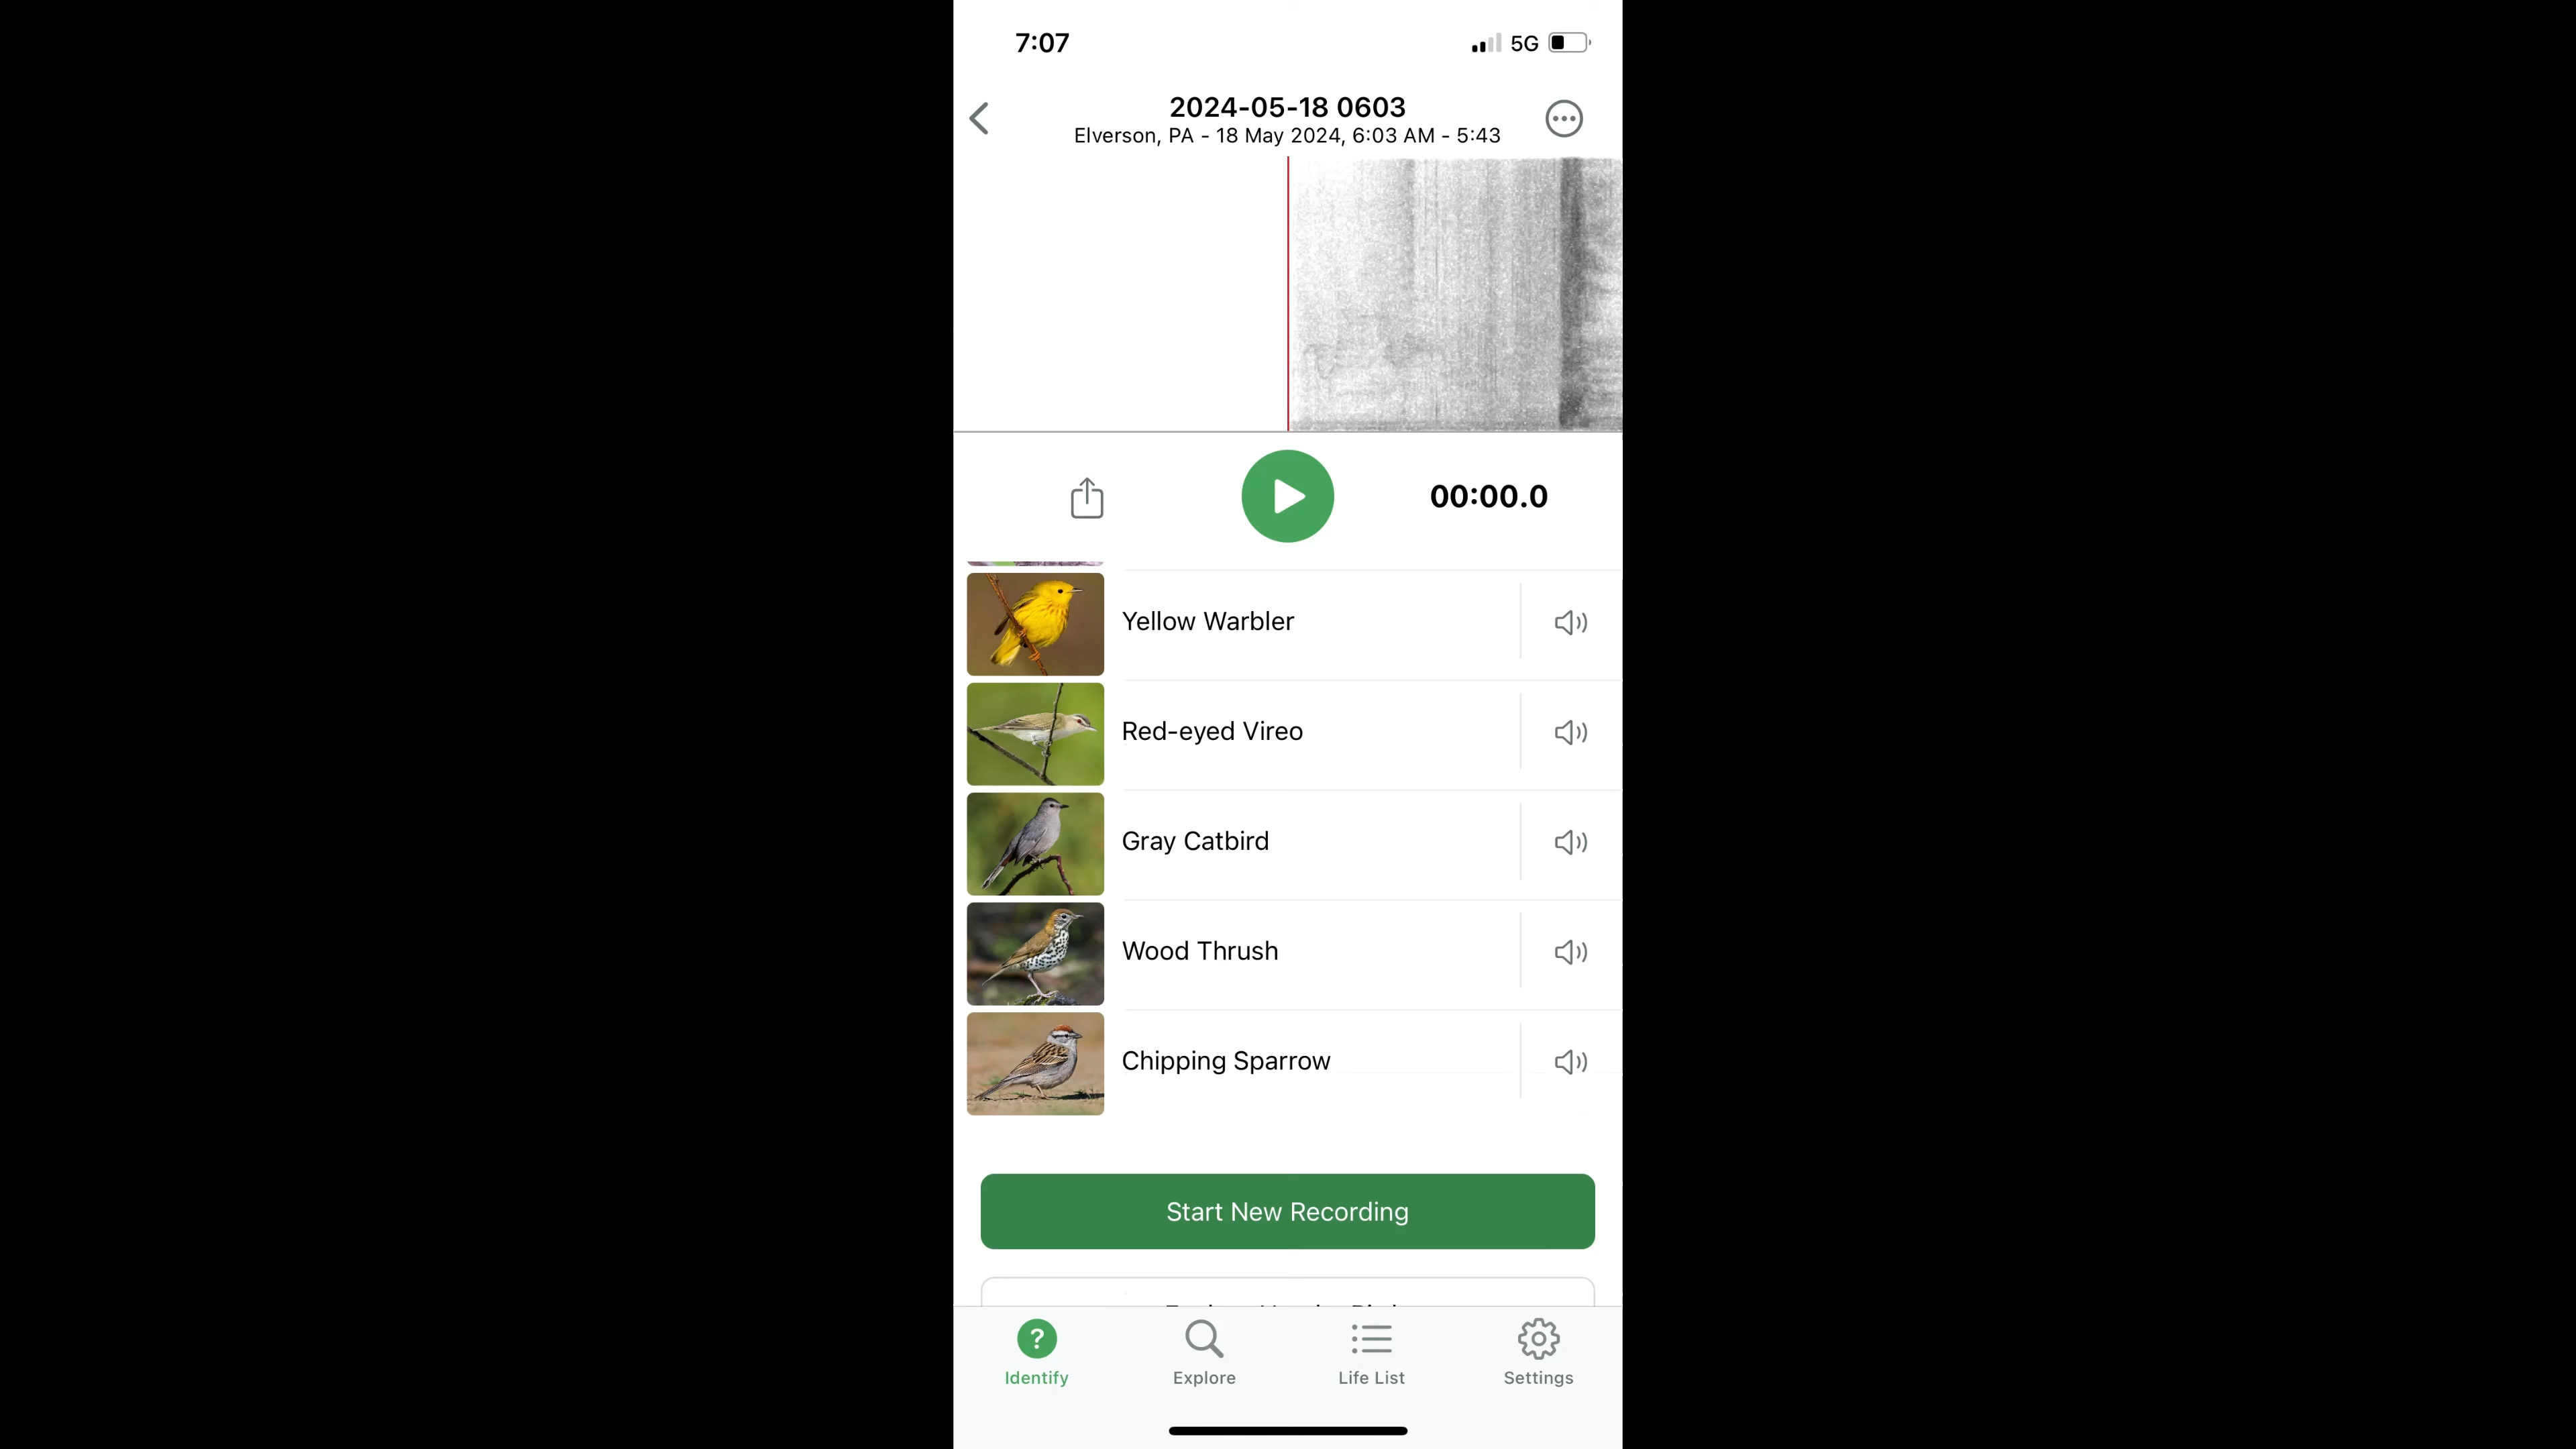 7:07
5G
2024-05-18 0603
Elverson, PA - 18 May 2024, 6:03 AM - 5:43
00:00.0
Yellow Warbler
Red-eyed Vireo
Gray Catbird
Wood Thrush
Chipping Sparrow
Start New Recording
?
Identify
Explore
Life List
Settings